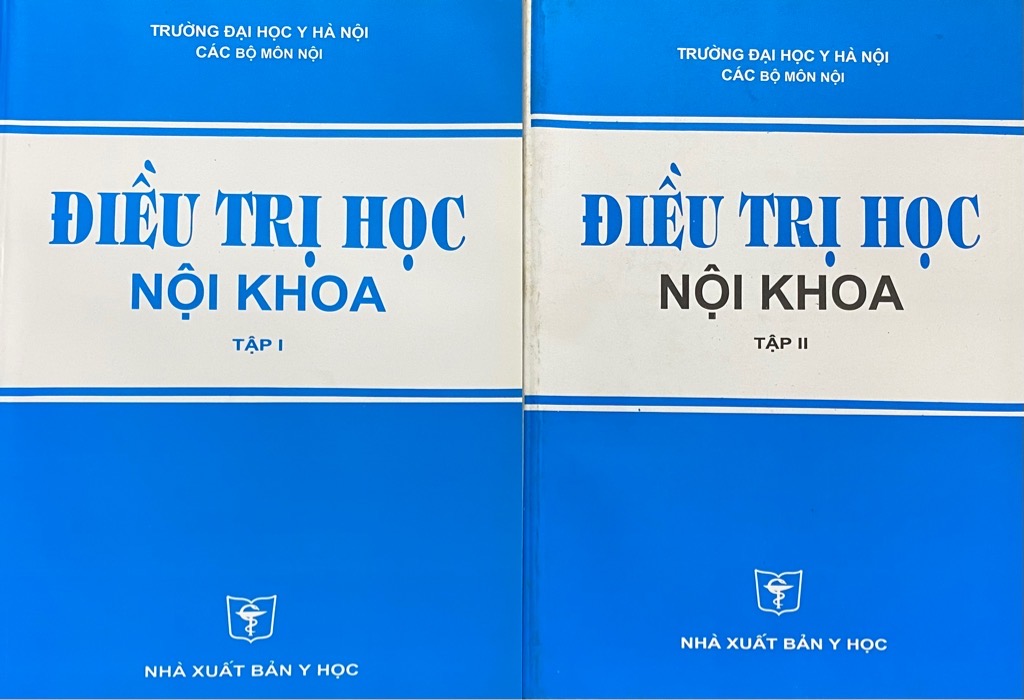 TRƯỜNG ĐẠI HỌC Y HÀ NỘI
CÁC BỘ MÔN NỘI
ĐIỀU TRỊ HỌC
NỘI KHOA
TẬP I
NHÀ XUẤT BẢN Y HỌC
TRƯỜNG ĐẠI HỌC Y HÀ NỘI
CÁC BỘ MÔN NỘI
ĐIỀU TRỊ HỌC
NỘI KHOA
TẬP II
NHÀ XUẤT BẢN Y HỌC